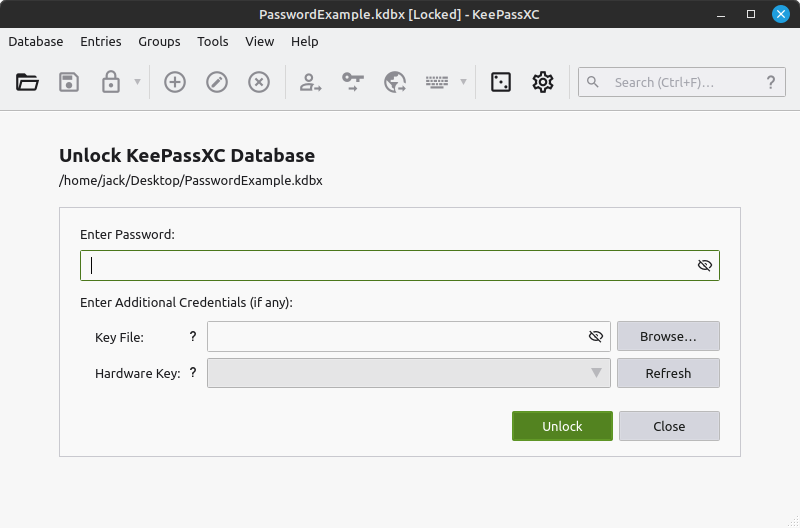 PasswordExample.kdbx [Locked] - KeePassXC
Database Entries Groups Tools View Help
Search (Ctrl+F)... ?
Unlock KeePassXC Database
/home/jack/Desktop/PasswordExample.kdbx
Enter Password:
Enter Additional Credentials (if any):
Key File: ? Browse...
Hardware Key: ? Refresh
Unlock Close